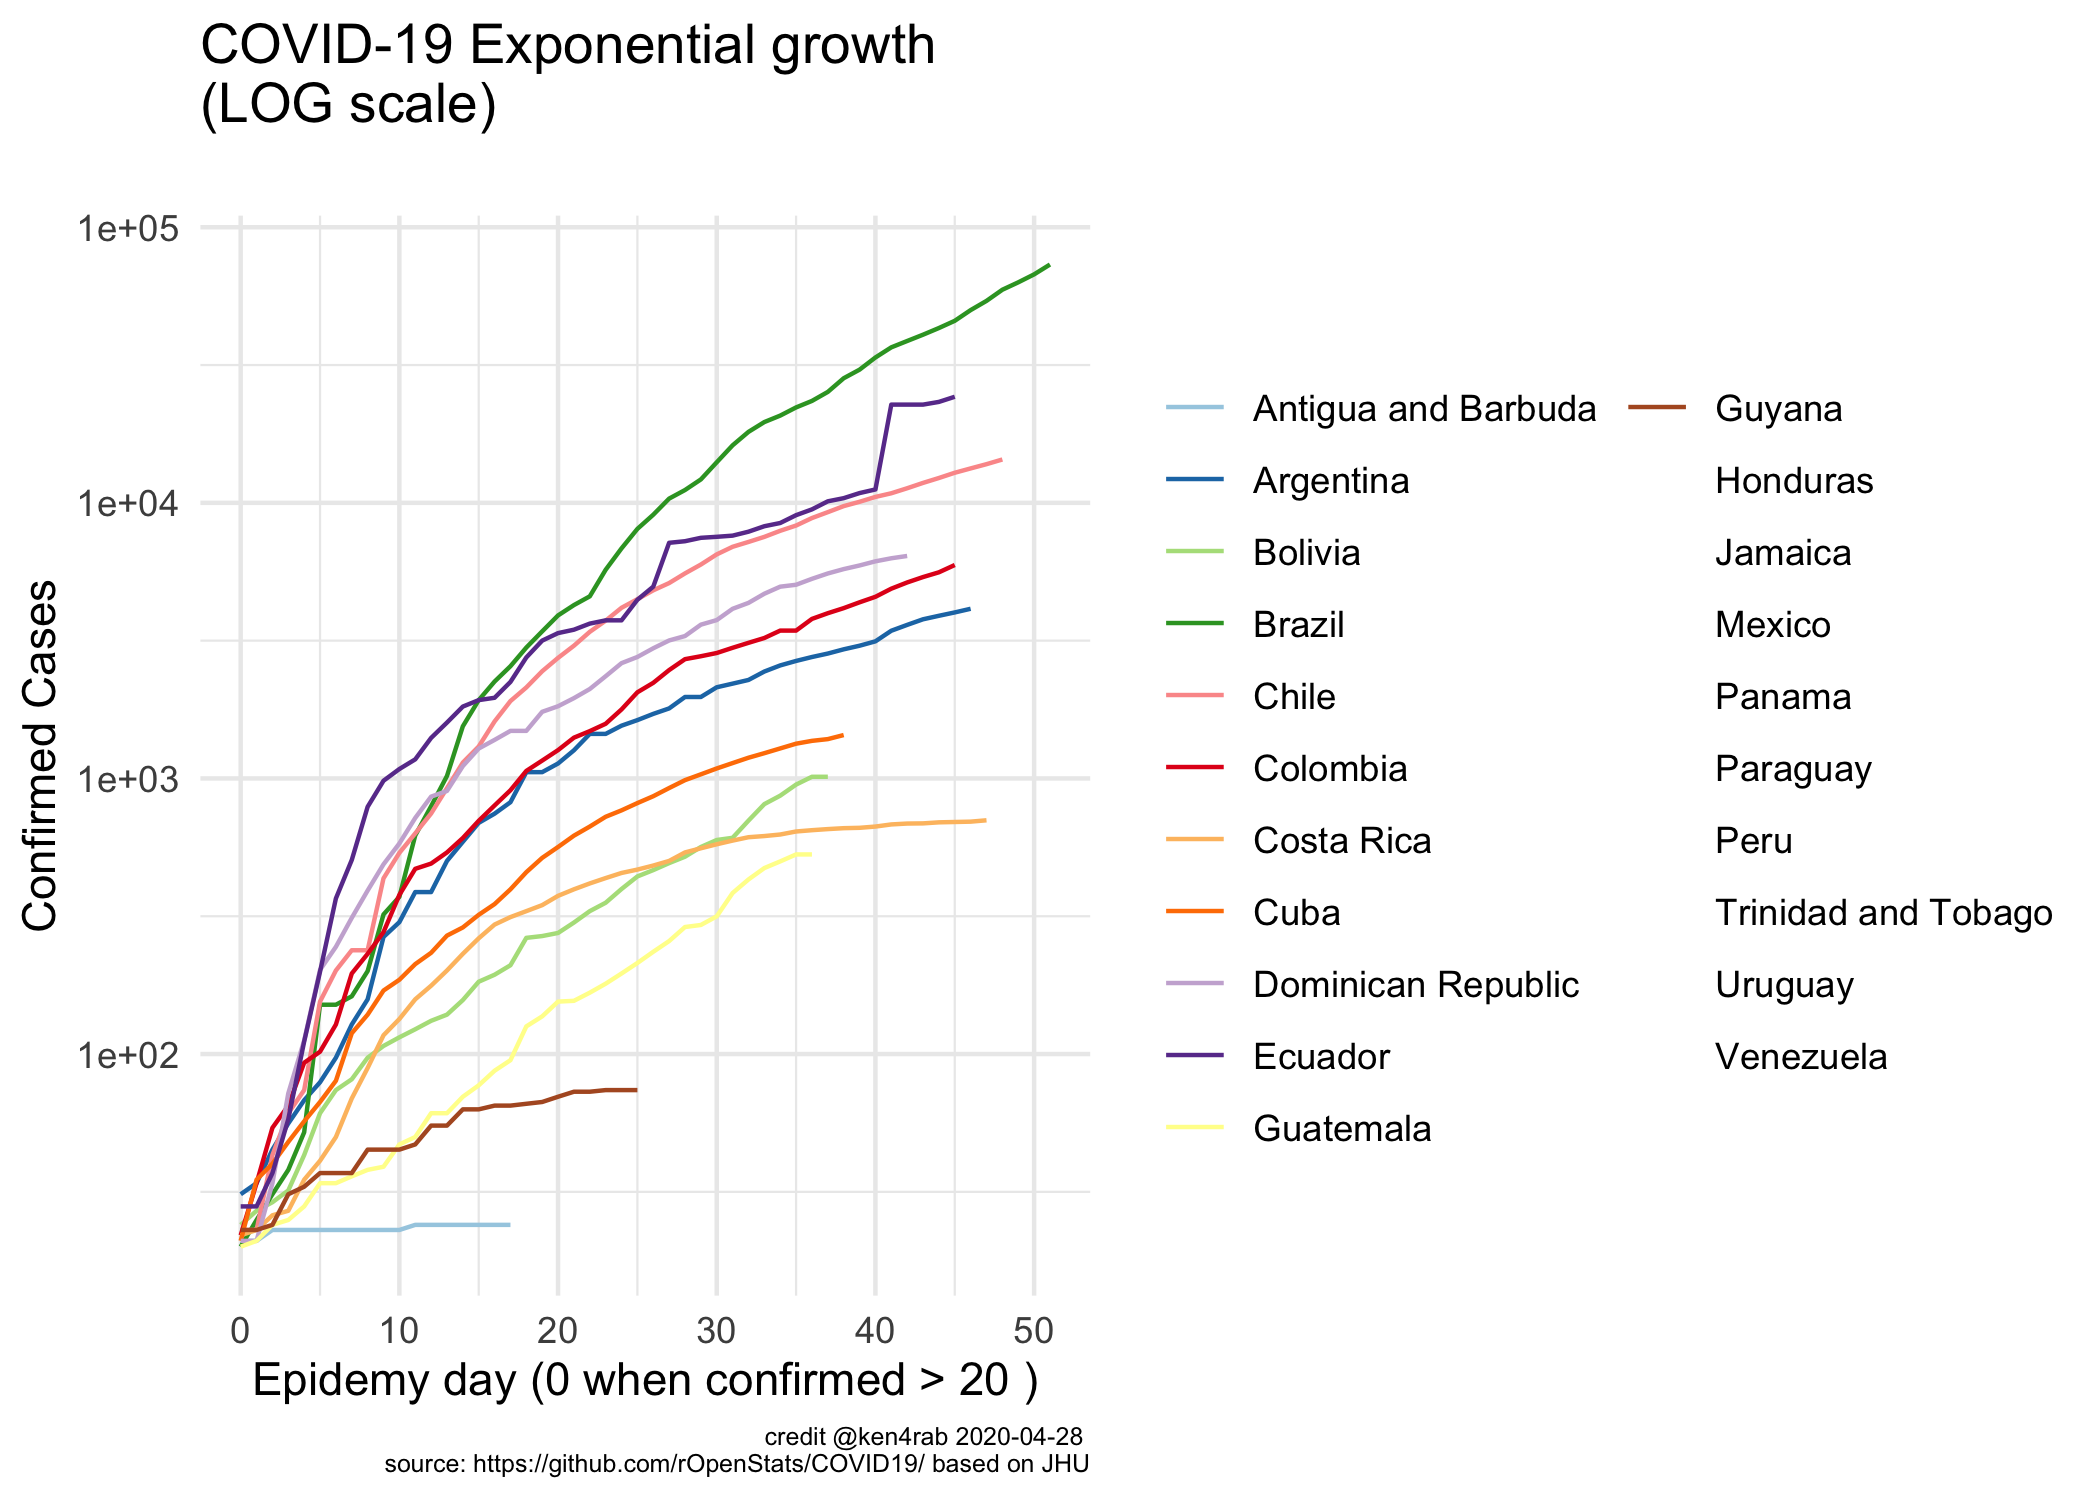 COVID-19 Exponential growth
(LOG scale)
1e+05
1e+04
1e+03
1e+02
Confirmed Cases
0 10 20 30 40 50
Epidemy day (0 when confirmed > 20 )
Antigua and Barbuda
Argentina
Bolivia
Brazil
Chile
Colombia
Costa Rica
Cuba
Dominican Republic
Ecuador
Guatemala
Guyana
Honduras
Jamaica
Mexico
Panama
Paraguay
Peru
Trinidad and Tobago
Uruguay
Venezuela
credit @ken4rab 2020-04-28
source: https://github.com/rOpenStats/COVID19/ based on JHU